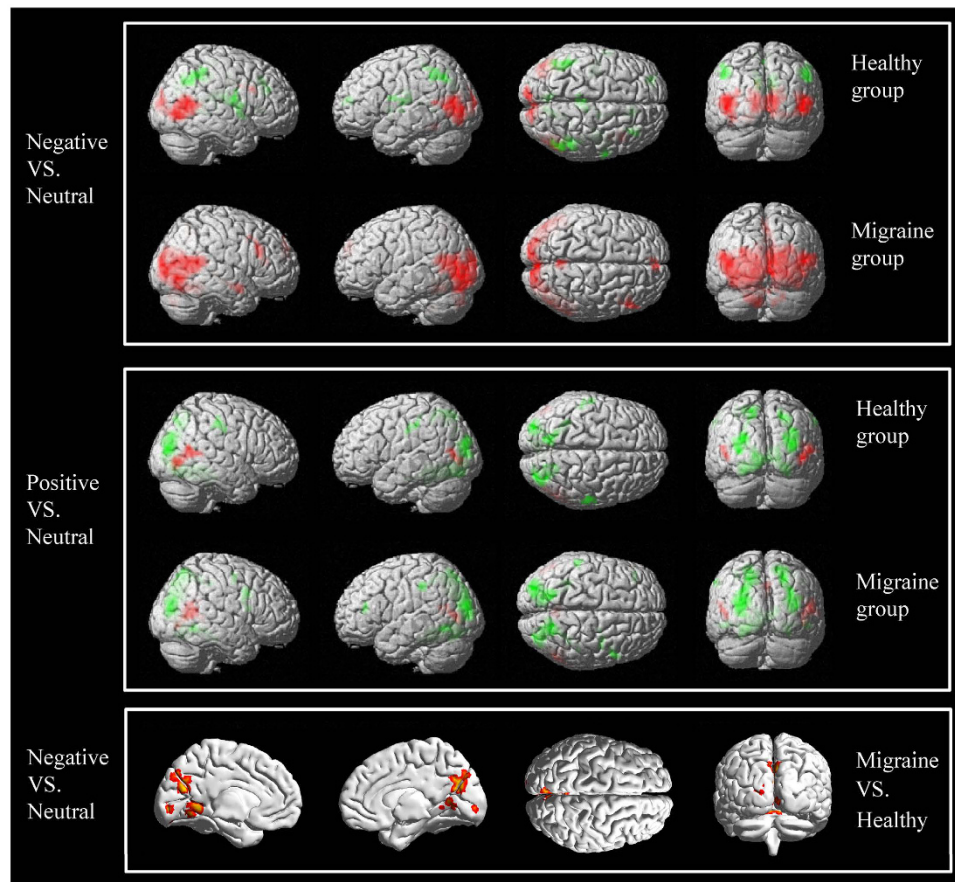 Healthy
group
Negative
VS.
Neutral
Migraine
group
Healthy
group
Positive
VS.
Neutral
Migraine
group
Negative
VS.
Neutral
Migraine
VS.
Healthy